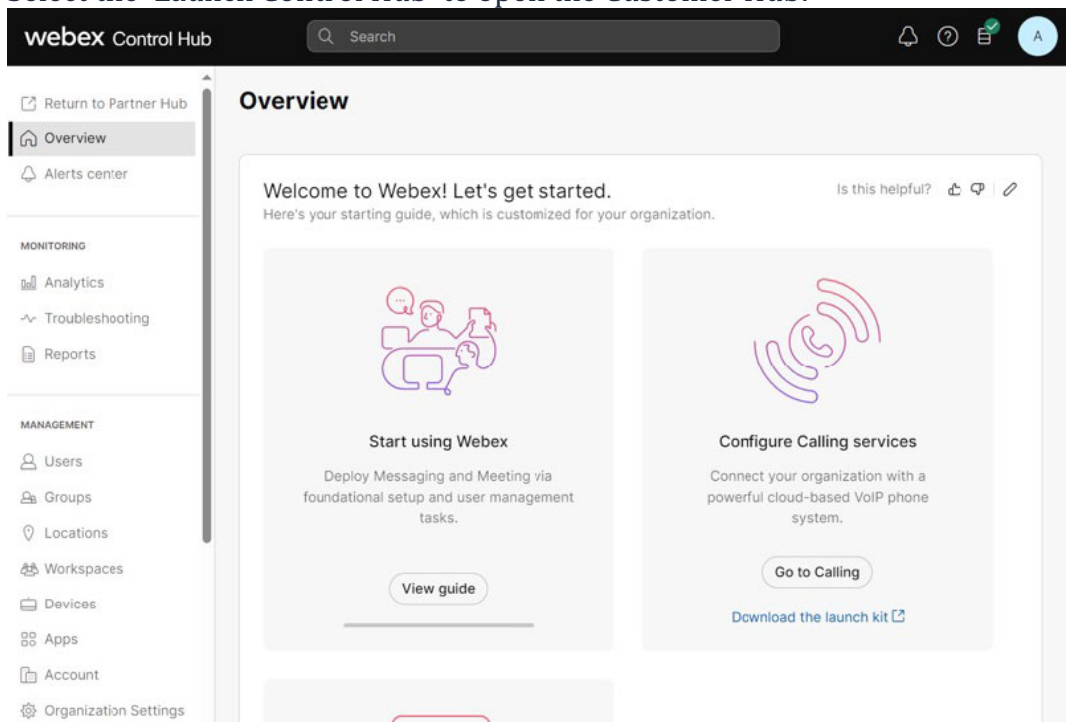 Select the 'Launch Control Hub' to open the Customer Hub.
webex Control Hub
Search
A
Return to Partner Hub
Overview
Alerts center
MONITORING
Analytics
Troubleshooting
Reports
MANAGEMENT
Users
Groups
Locations
Workspaces
Devices
Apps
Account
Organization Settings
Overview
Welcome to Webex! Let's get started.
Is this helpful?
Here's your starting guide, which is customized for your organization.
Start using Webex
Deploy Messaging and Meeting via
foundational setup and user management
tasks.
View guide
Configure Calling services
Connect your organization with a
powerful cloud-based VoIP phone
system.
Go to Calling
Download the launch kit